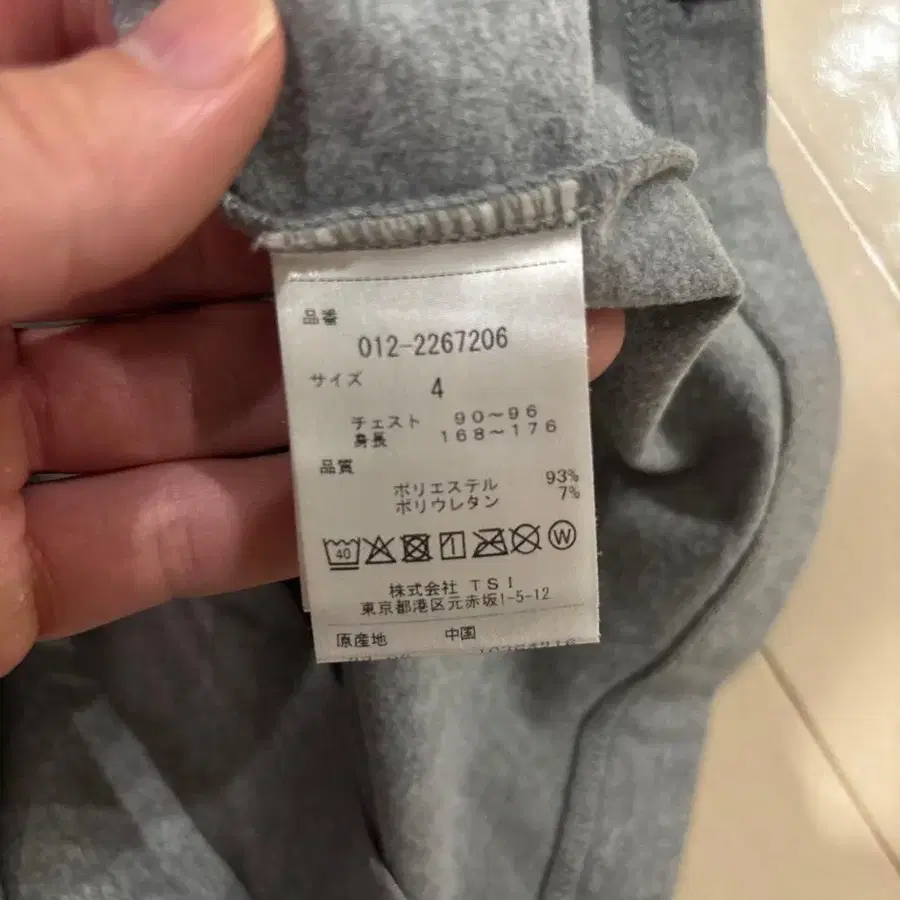 品番
012-2267206
サイズ
4
チェスト 90～96
身長 168～176
品質
ポリエステル 93%
ポリウレタン 7%
40 W
株式会社 TSI
東京都港区元赤坂1-5-12
原産地 中国